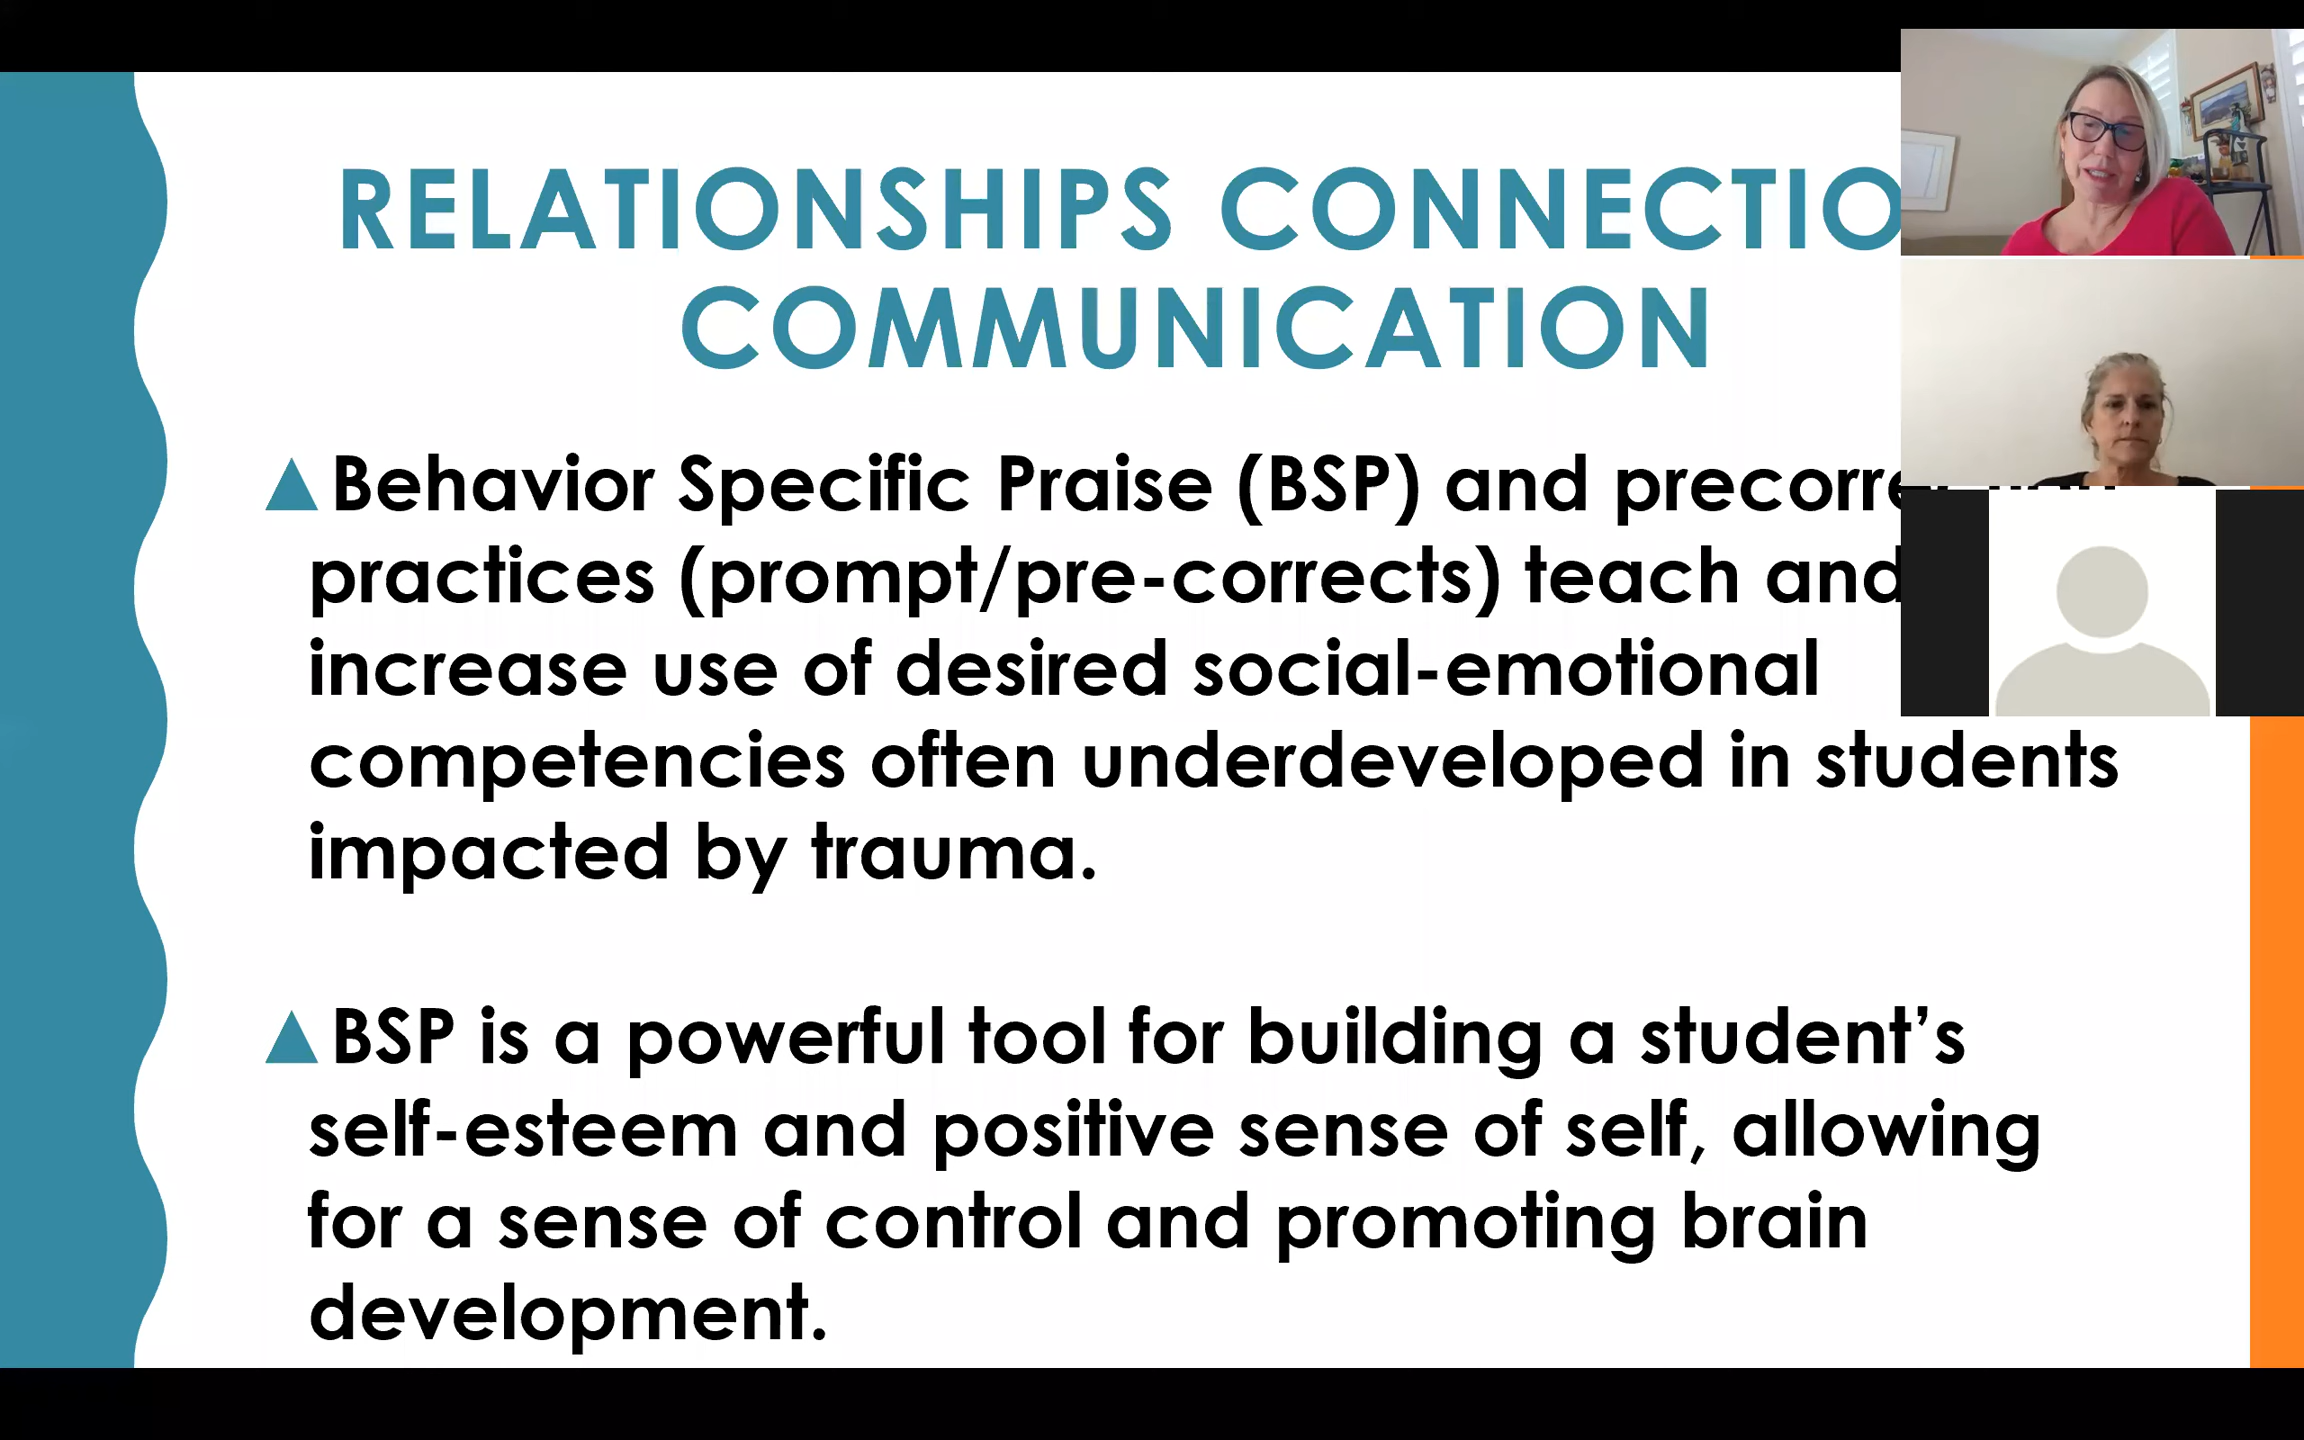 RELATIONSHIPS CONNECTIO
COMMUNICATION
Behavior Specific Praise (BSP) and
practices (prompt/pre-corrects) teach and
increase use of desired social-emotional
competencies often underdeveloped in students
impacted by trauma.
BSP is a powerful tool for building a student’s
self-esteem and positive sense of self, allowing
for a sense of control and promoting brain
development.